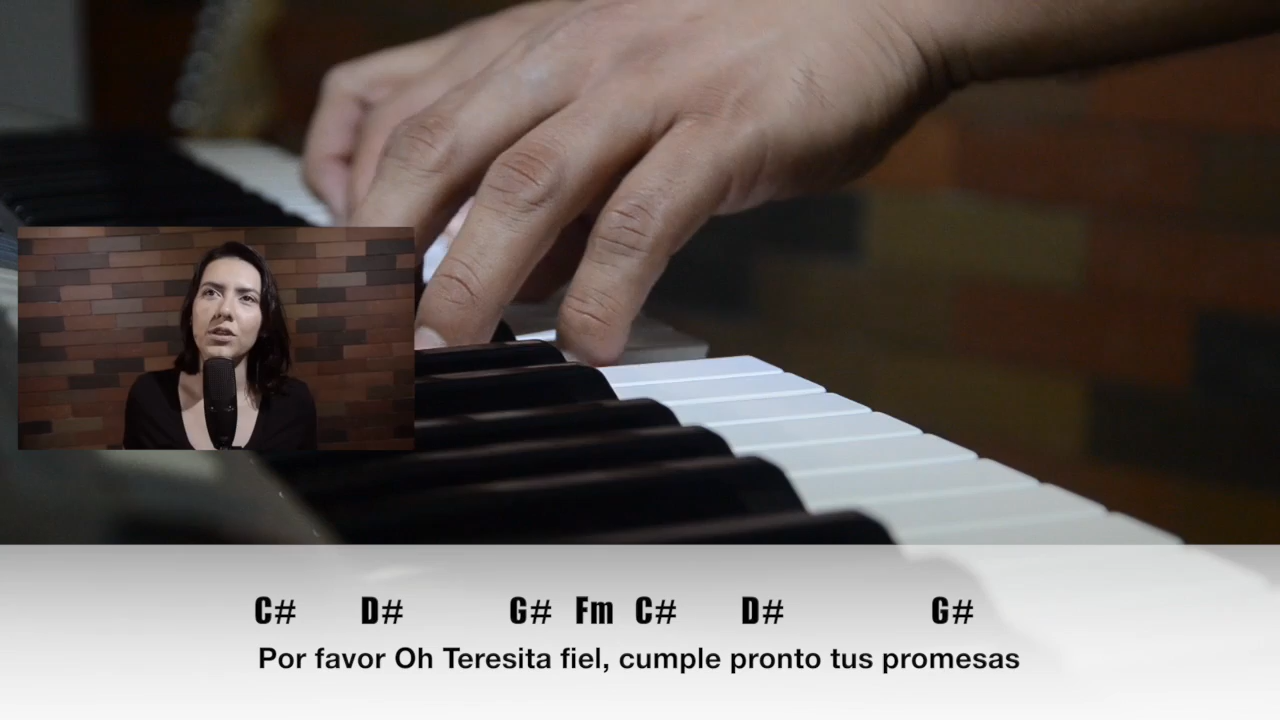 C# D# G# Fm C# D# G#
Por favor Oh Teresita fiel, cumple pronto tus promesas